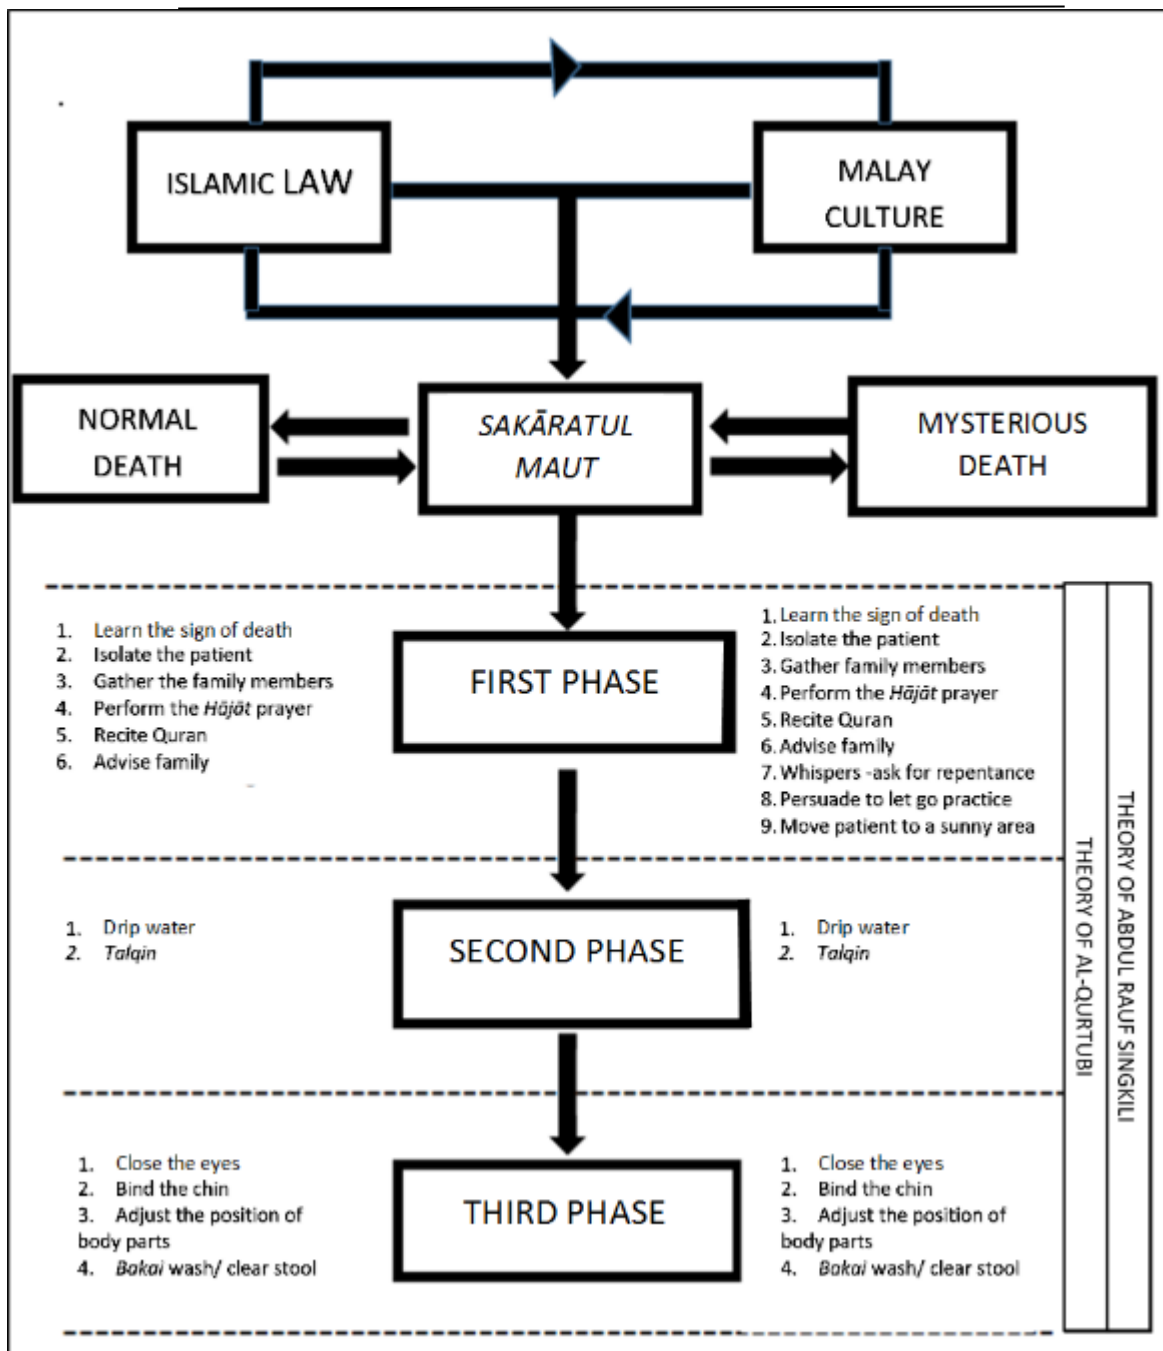 ISLAMIC LAW
MALAY
CULTURE
NORMAL
DEATH
SAKĀRATUL
MAUT
MYSTERIOUS
DEATH
1. Learn the sign of death
2. Isolate the patient
3. Gather the family members
4. Perform the Hājāt prayer
5. Recite Quran
6. Advise family
FIRST PHASE
1. Learn the sign of death
2. Isolate the patient
3. Gather family members
4. Perform the Hājāt prayer
5. Recite Quran
6. Advise family
7. Whispers -ask for repentance
8. Persuade to let go practice
9. Move patient to a sunny area
1. Drip water
2. Talqin
SECOND PHASE
1. Drip water
2. Talqin
1. Close the eyes
2. Bind the chin
3. Adjust the position of
body parts
4. Bakai wash/ clear stool
THIRD PHASE
1. Close the eyes
2. Bind the chin
3. Adjust the position of
body parts
4. Bakai wash/ clear stool
THEORY OF AL-QURTUBI
THEORY OF ABDUL RAUF SINGKILI